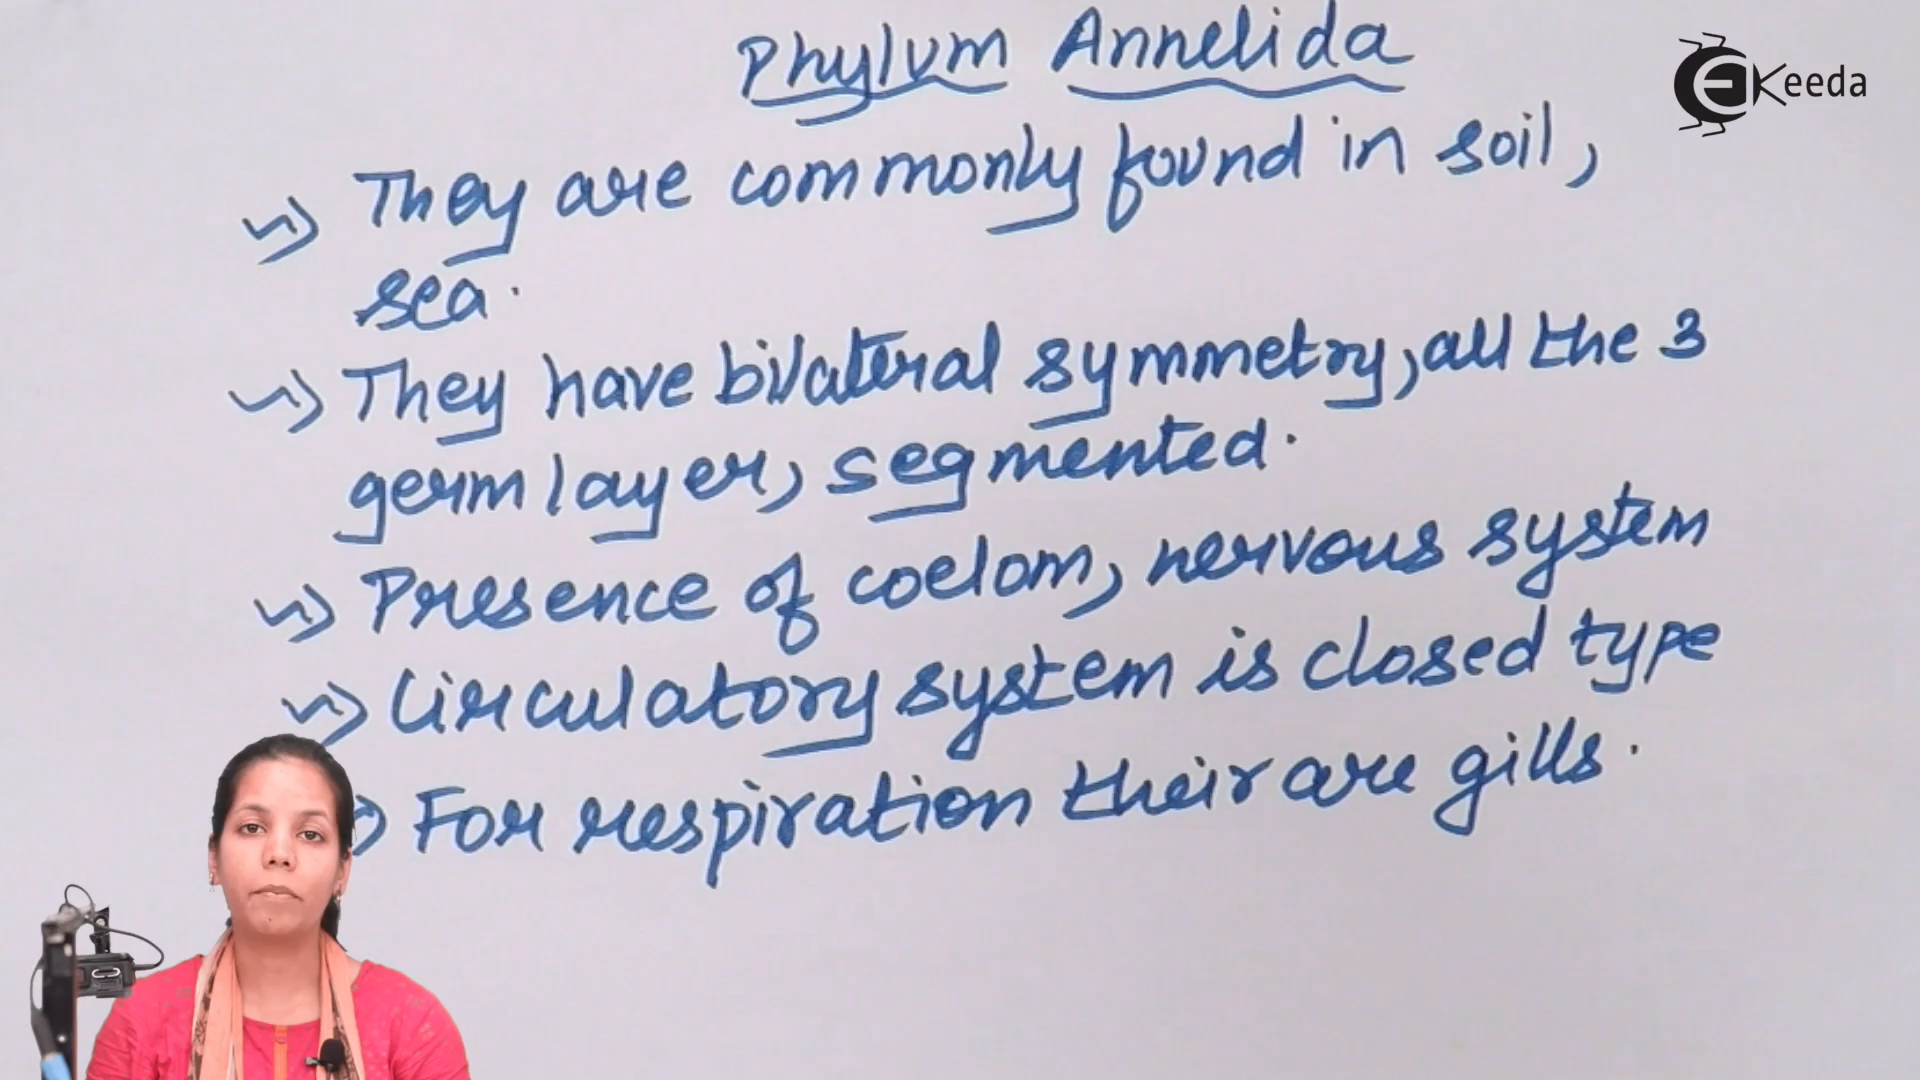 Phylum Annelida
EKeeda
They are commonly found in soil,
sea.
They have bilateral symmetry, all the 3
germ layer, segmented.
Presence of coelom, nervous system
Circulatory system is closed type
For respiration their are gills.